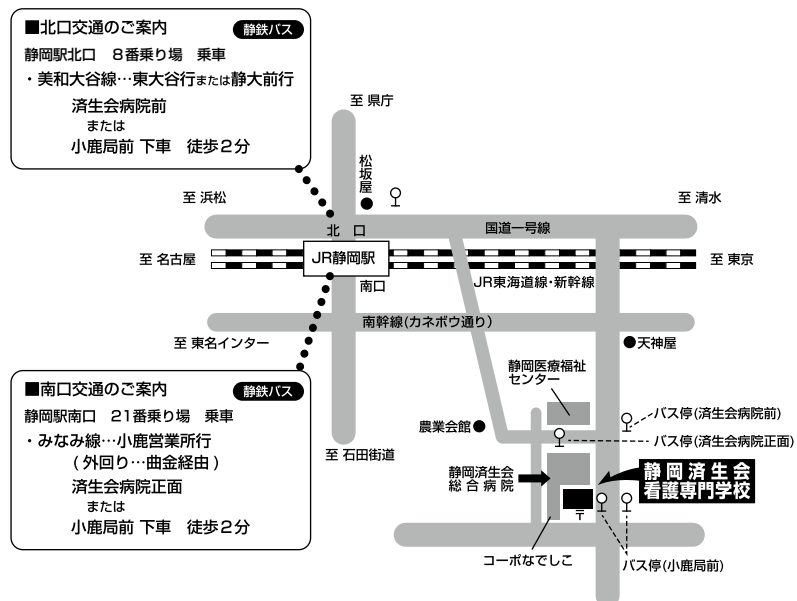 ■北口交通のご案内
静鉄バス
静岡駅北口　8番乗り場　乗車
・美和大谷線…東大谷行または静大前行
済生会病院前
または
小鹿局前 下車　徒歩2分
至 県庁
松坂屋
至 浜松
至 清水
北　口
国道一号線
至 名古屋
JR静岡駅
至 東京
南口
JR東海道線・新幹線
南幹線(カネボウ通り)
至 東名インター
天神屋
静岡医療福祉
センター
■南口交通のご案内
静鉄バス
静岡駅南口　21番乗り場　乗車
・みなみ線…小鹿営業所行
(外回り…曲金経由)
済生会病院正面
または
小鹿局前 下車　徒歩2分
バス停(済生会病院前)
農業会館
バス停(済生会病院正面)
至 石田街道
静岡済生会
総合病院
静岡済生会
看護専門学校
〒
コーポなでしこ
バス停(小鹿局前)